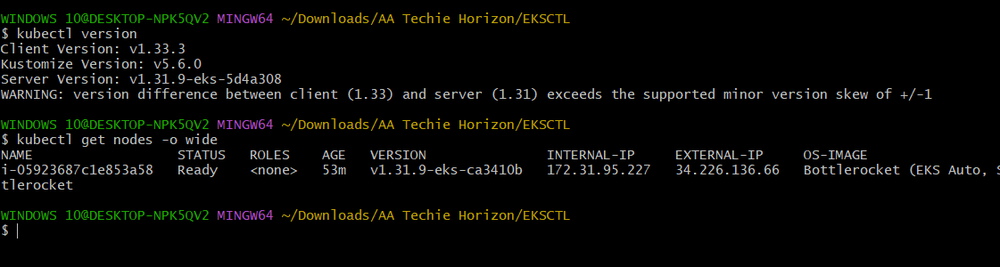 WINDOWS 10@DESKTOP-NPK5QV2 MINGW64 ~/Downloads/AA Techie Horizon/EKSCTL
$ kubectl version
Client Version: v1.33.3
Kustomize Version: v5.6.0
Server Version: v1.31.9-eks-5d4a308
WARNING: version difference between client (1.33) and server (1.31) exceeds the supported minor version skew of +/-1
WINDOWS 10@DESKTOP-NPK5QV2 MINGW64 ~/Downloads/AA Techie Horizon/EKSCTL
$ kubectl get nodes -o wide
NAME STATUS ROLES AGE VERSION INTERNAL-IP EXTERNAL-IP OS-IMAGE
i-05923687c1e853a58 Ready <none> 53m v1.31.9-eks-ca3410b 172.31.95.227 34.226.136.66 Bottlerocket (EKS Auto, S
tlerocket
WINDOWS 10@DESKTOP-NPK5QV2 MINGW64 ~/Downloads/AA Techie Horizon/EKSCTL
$